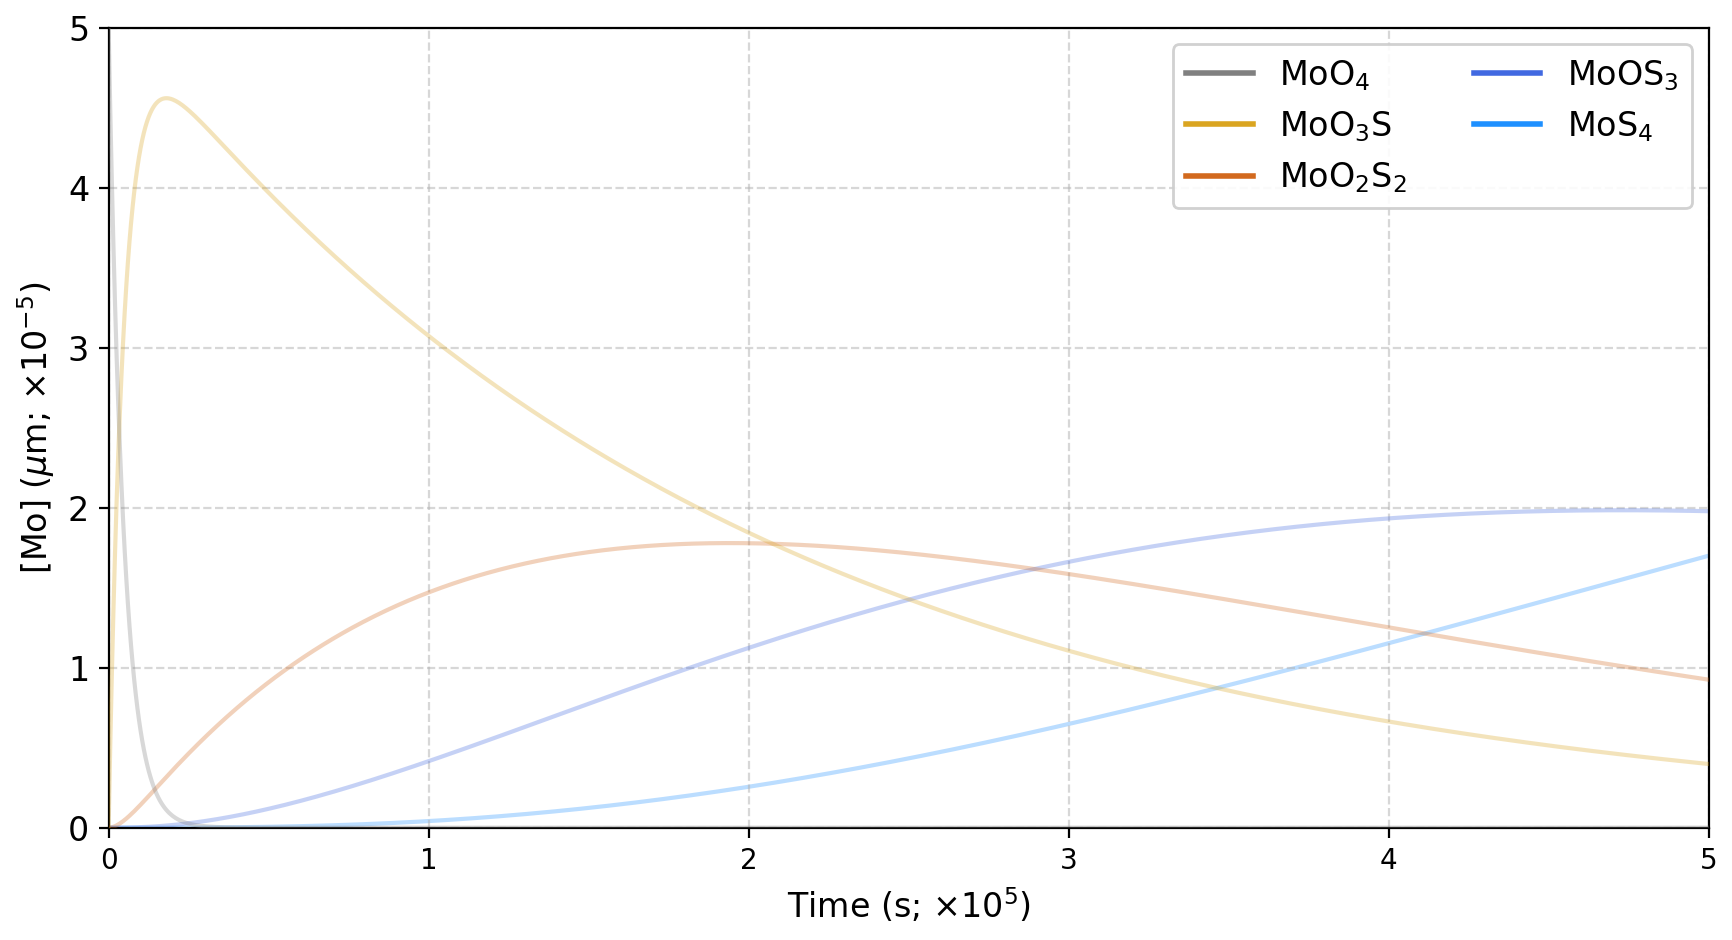 5
4
3
2
1
0
[Mo] (μm; ×10⁻⁵)
MoO₄
MoO₃S
MoO₂S₂
MoOS₃
MoS₄
0 1 2 3 4 5
Time (s; ×10⁵)